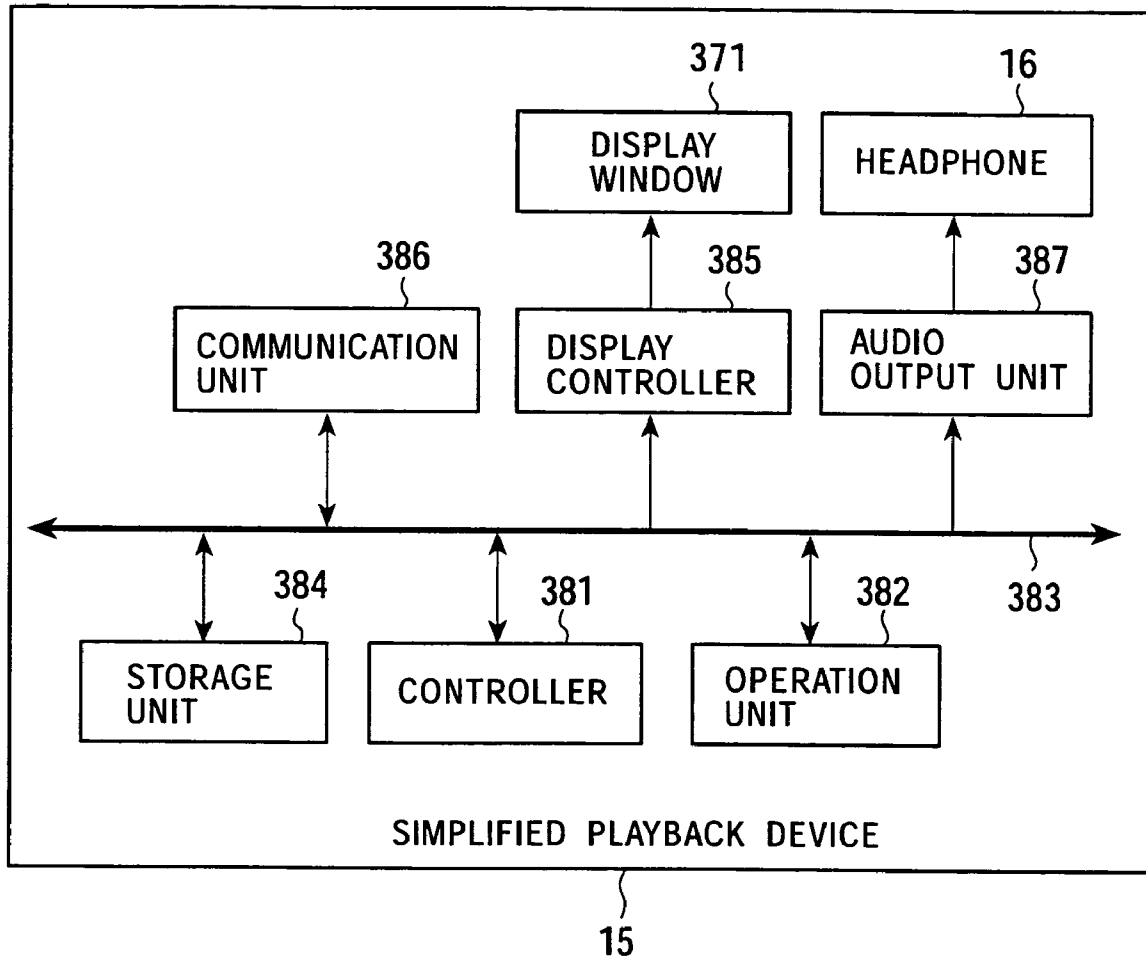 371
16
DISPLAY
WINDOW
HEADPHONE
386
385
387
COMMUNICATION
UNIT
DISPLAY
CONTROLLER
AUDIO
OUTPUT UNIT
383
384
381
382
STORAGE
UNIT
CONTROLLER
OPERATION
UNIT
SIMPLIFIED PLAYBACK DEVICE
15